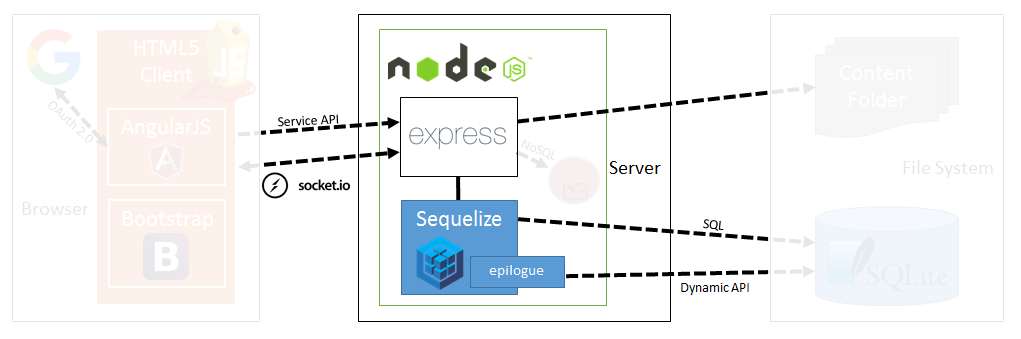 HTML5
Client
JS
OAuth 2.0
AngularJS
A
Browser
Bootstrap
B
Service API
socket.io
node
JS
express
NoSQL
Server
Sequelize
epilogue
SQL
Dynamic API
Content
Folder
File System
SQLite